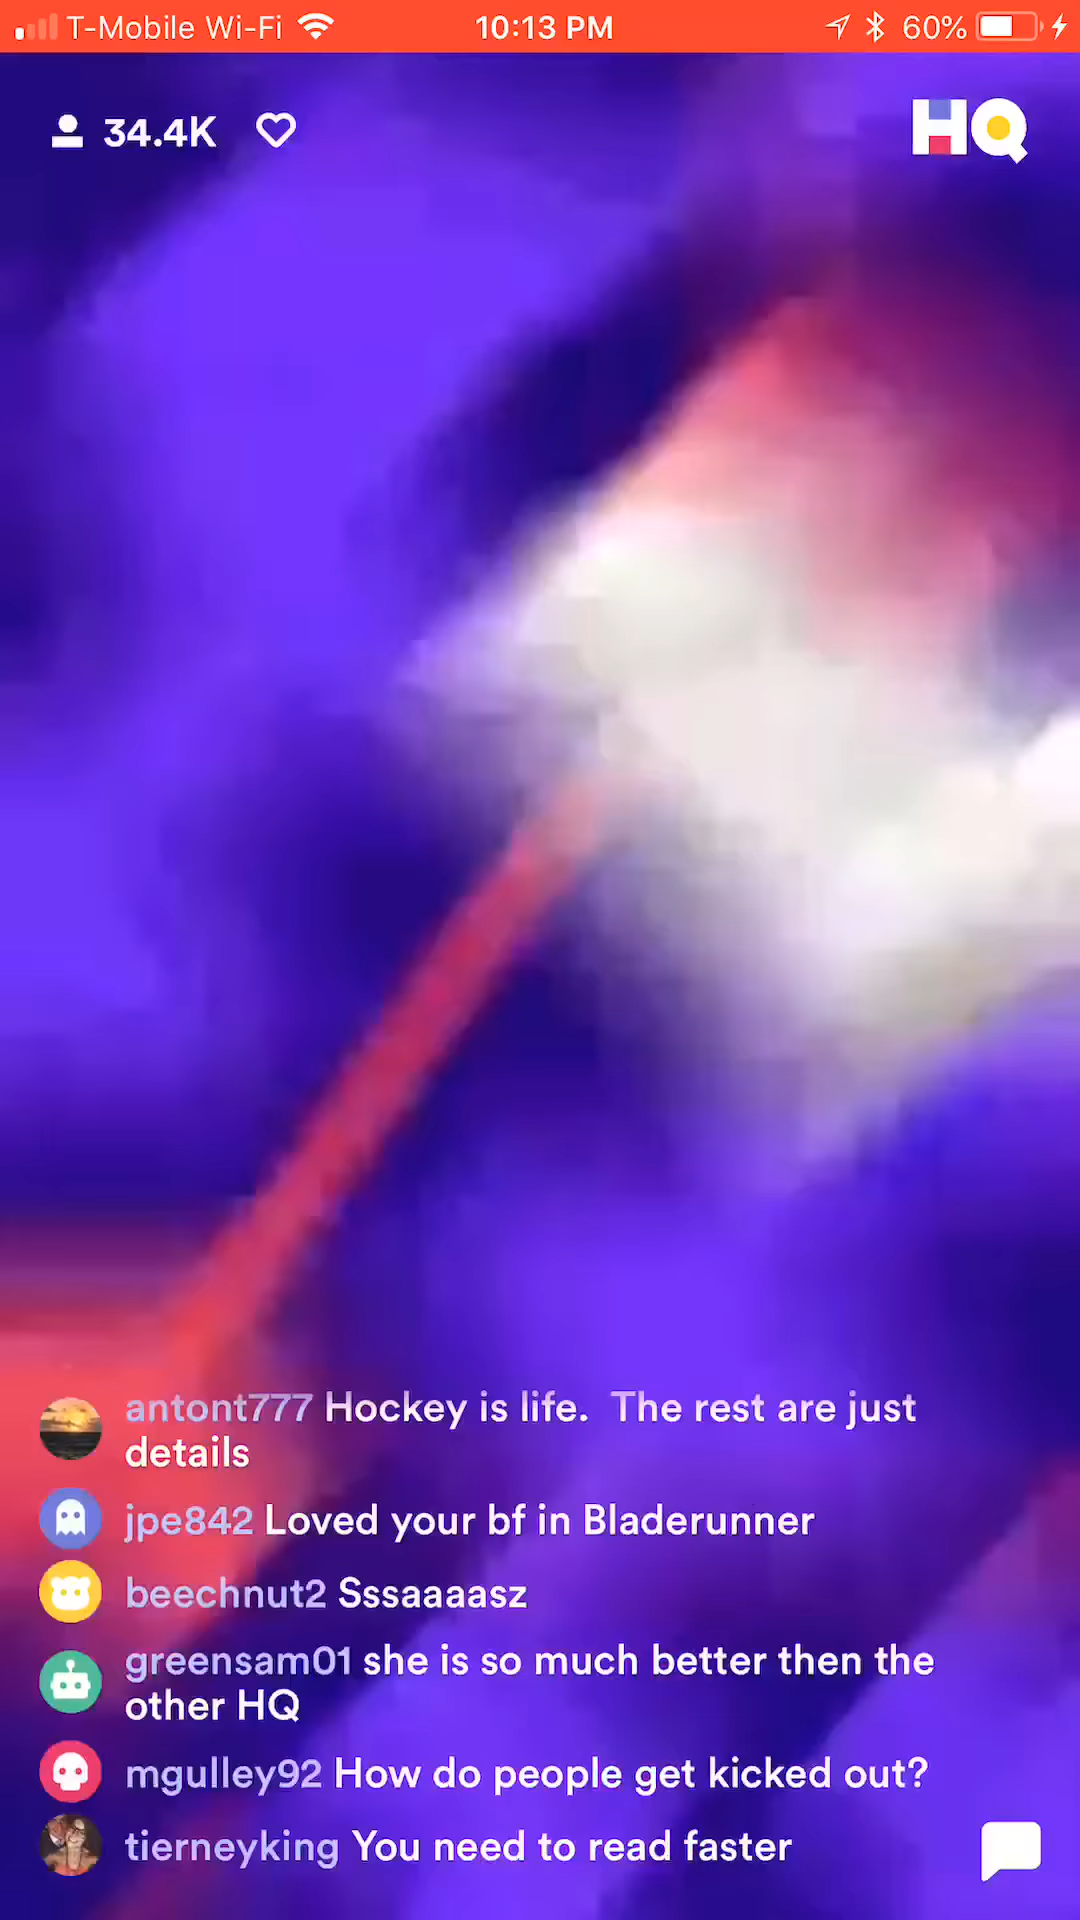 T-Mobile Wi-Fi 10:13 PM 60%
34.4K HQ
antont777 Hockey is life.  The rest are just
details
jpe842 Loved your bf in Bladerunner
beechnut2 Sssaaaasz
greensam01 she is so much better then the
other HQ
mgulley92 How do people get kicked out?
tierneyking You need to read faster